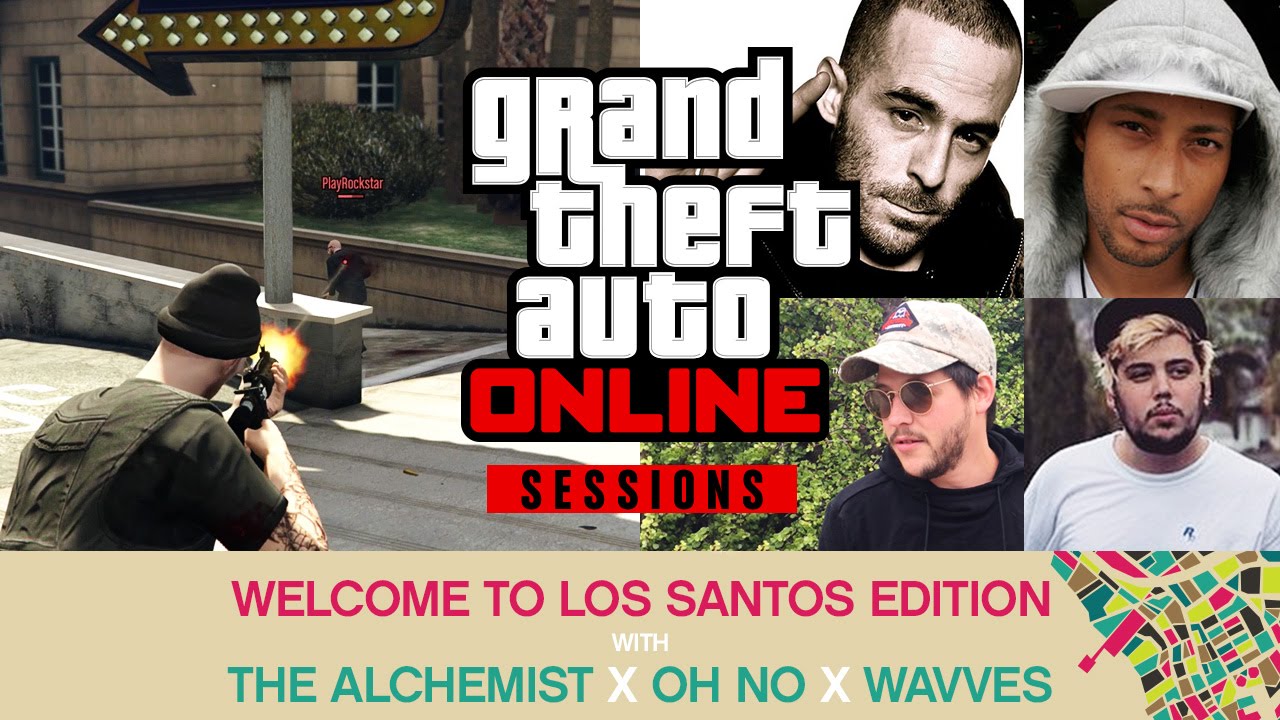 PlayRockstar
grand
theft
auto
ONLINE
SESSIONS
WELCOME TO LOS SANTOS EDITION
WITH
THE ALCHEMIST X OH NO X WAVVES